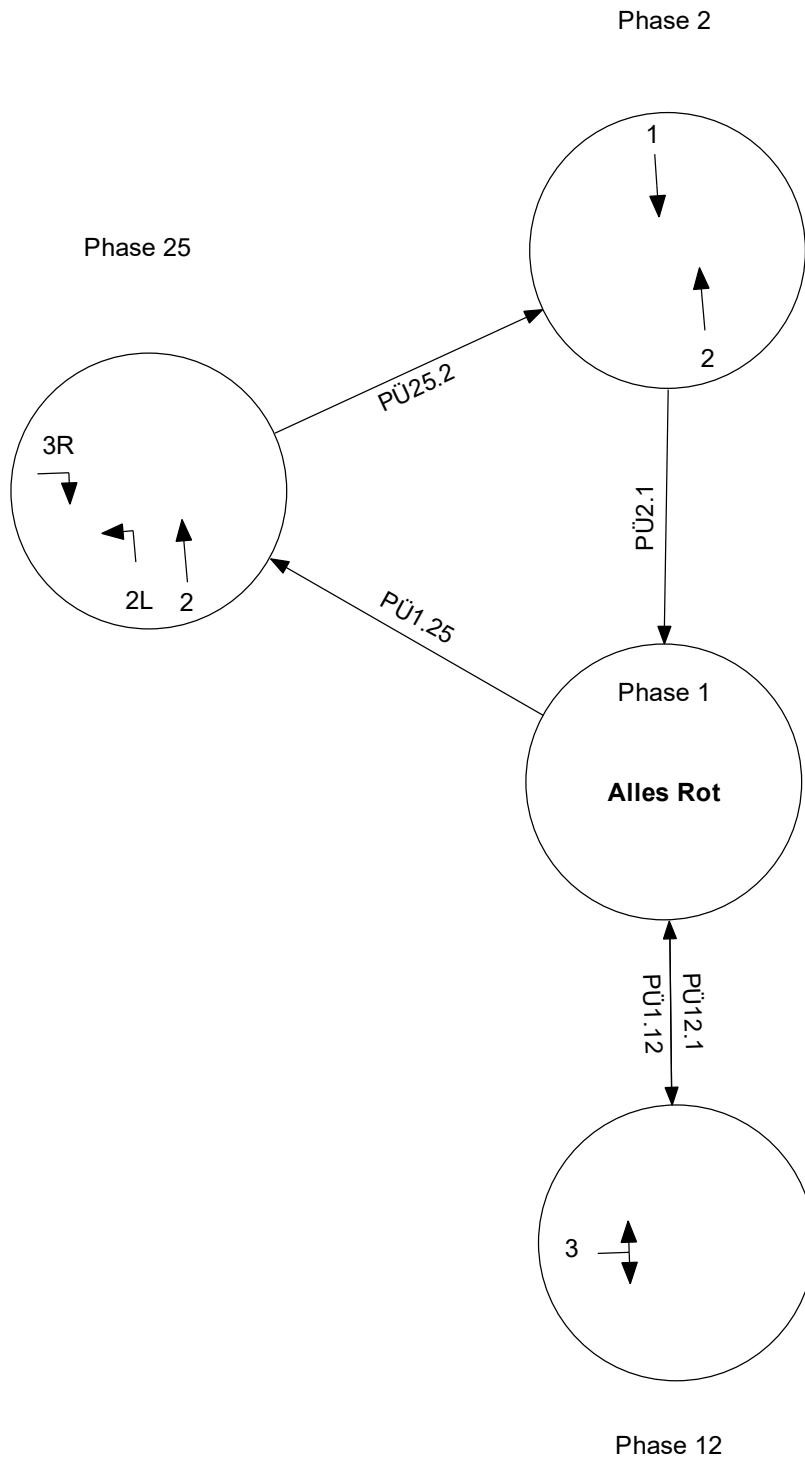 Phase 2
1
2
Phase 25
3R
2L
2
PÜ25.2
PÜ2.1
PÜ1.25
Phase 1
Alles Rot
PÜ1.12
PÜ12.1
3
Phase 12